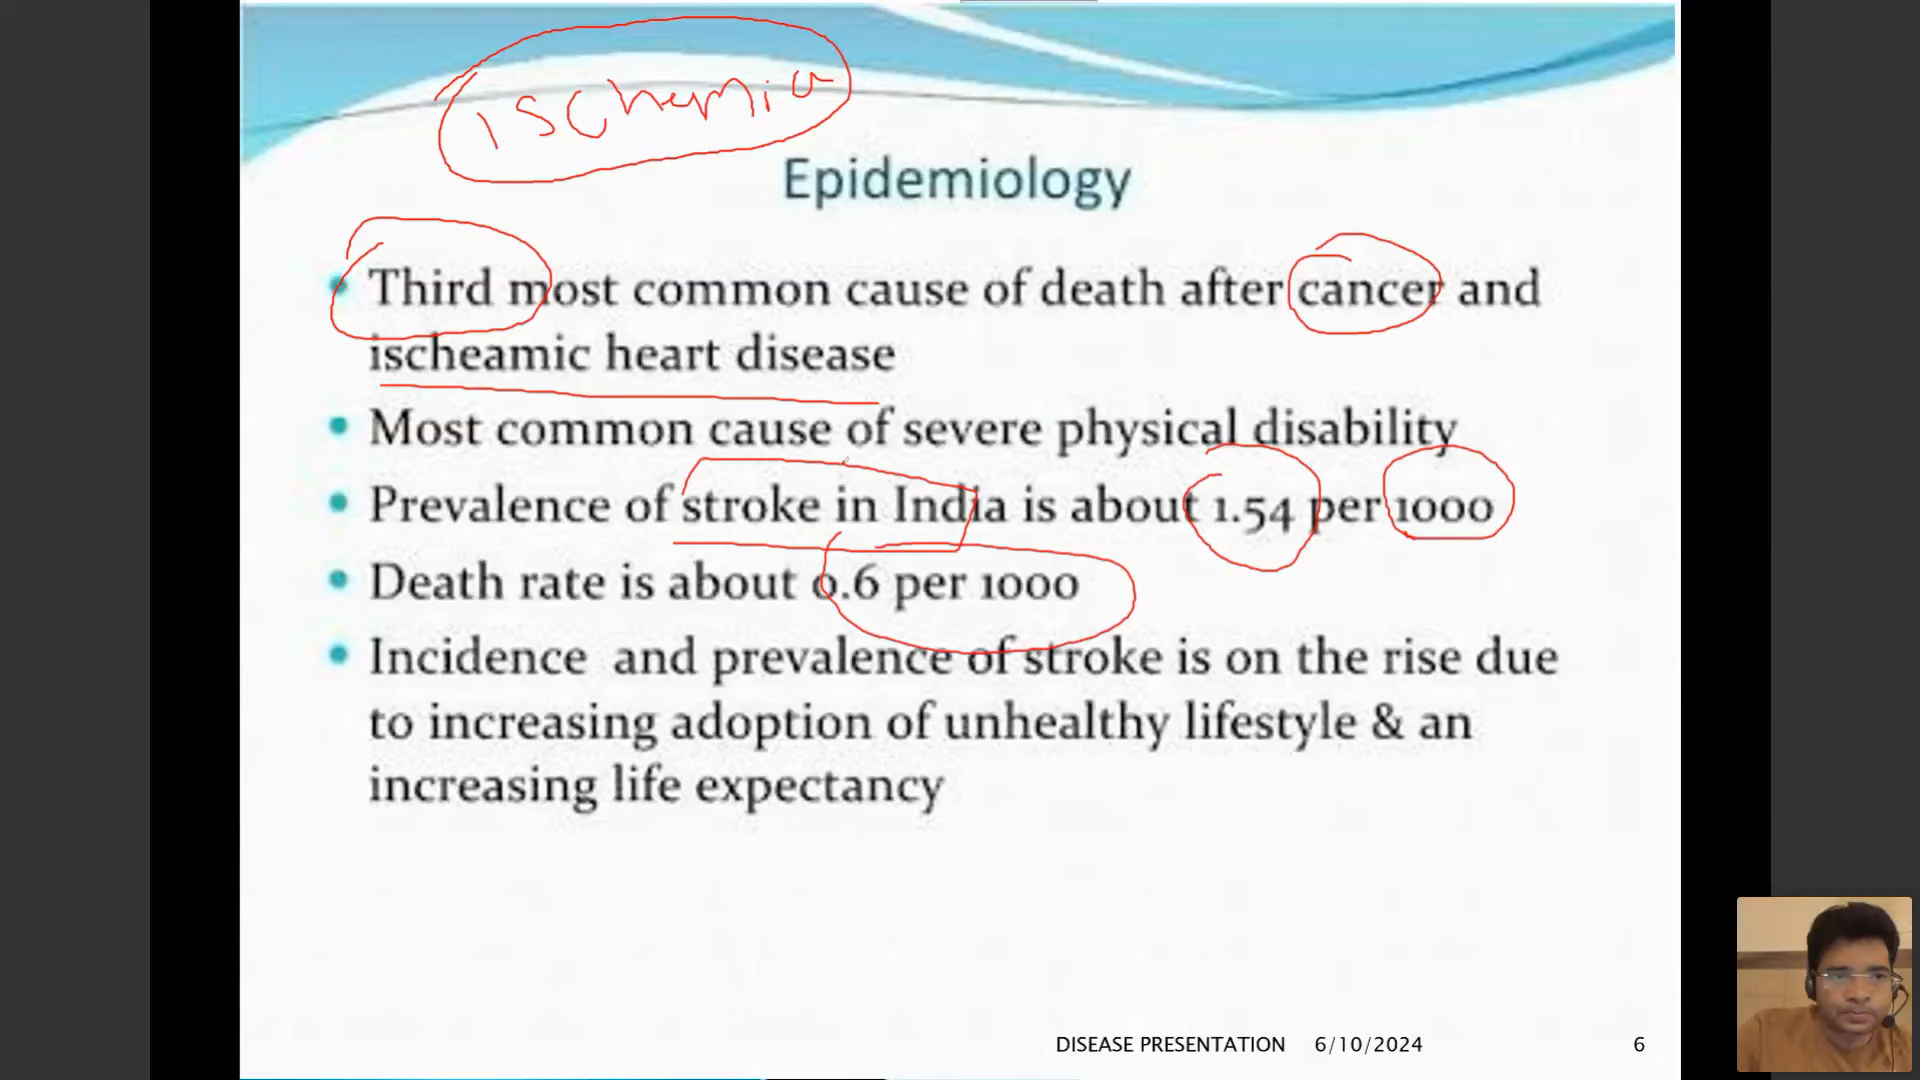 ischemia
Epidemiology
• Third most common cause of death after cancer and
ischeamic heart disease
• Most common cause of severe physical disability
• Prevalence of stroke in India is about 1.54 per 1000
• Death rate is about 0.6 per 1000
• Incidence and prevalence of stroke is on the rise due
to increasing adoption of unhealthy lifestyle & an
increasing life expectancy
DISEASE PRESENTATION 6/10/2024 6